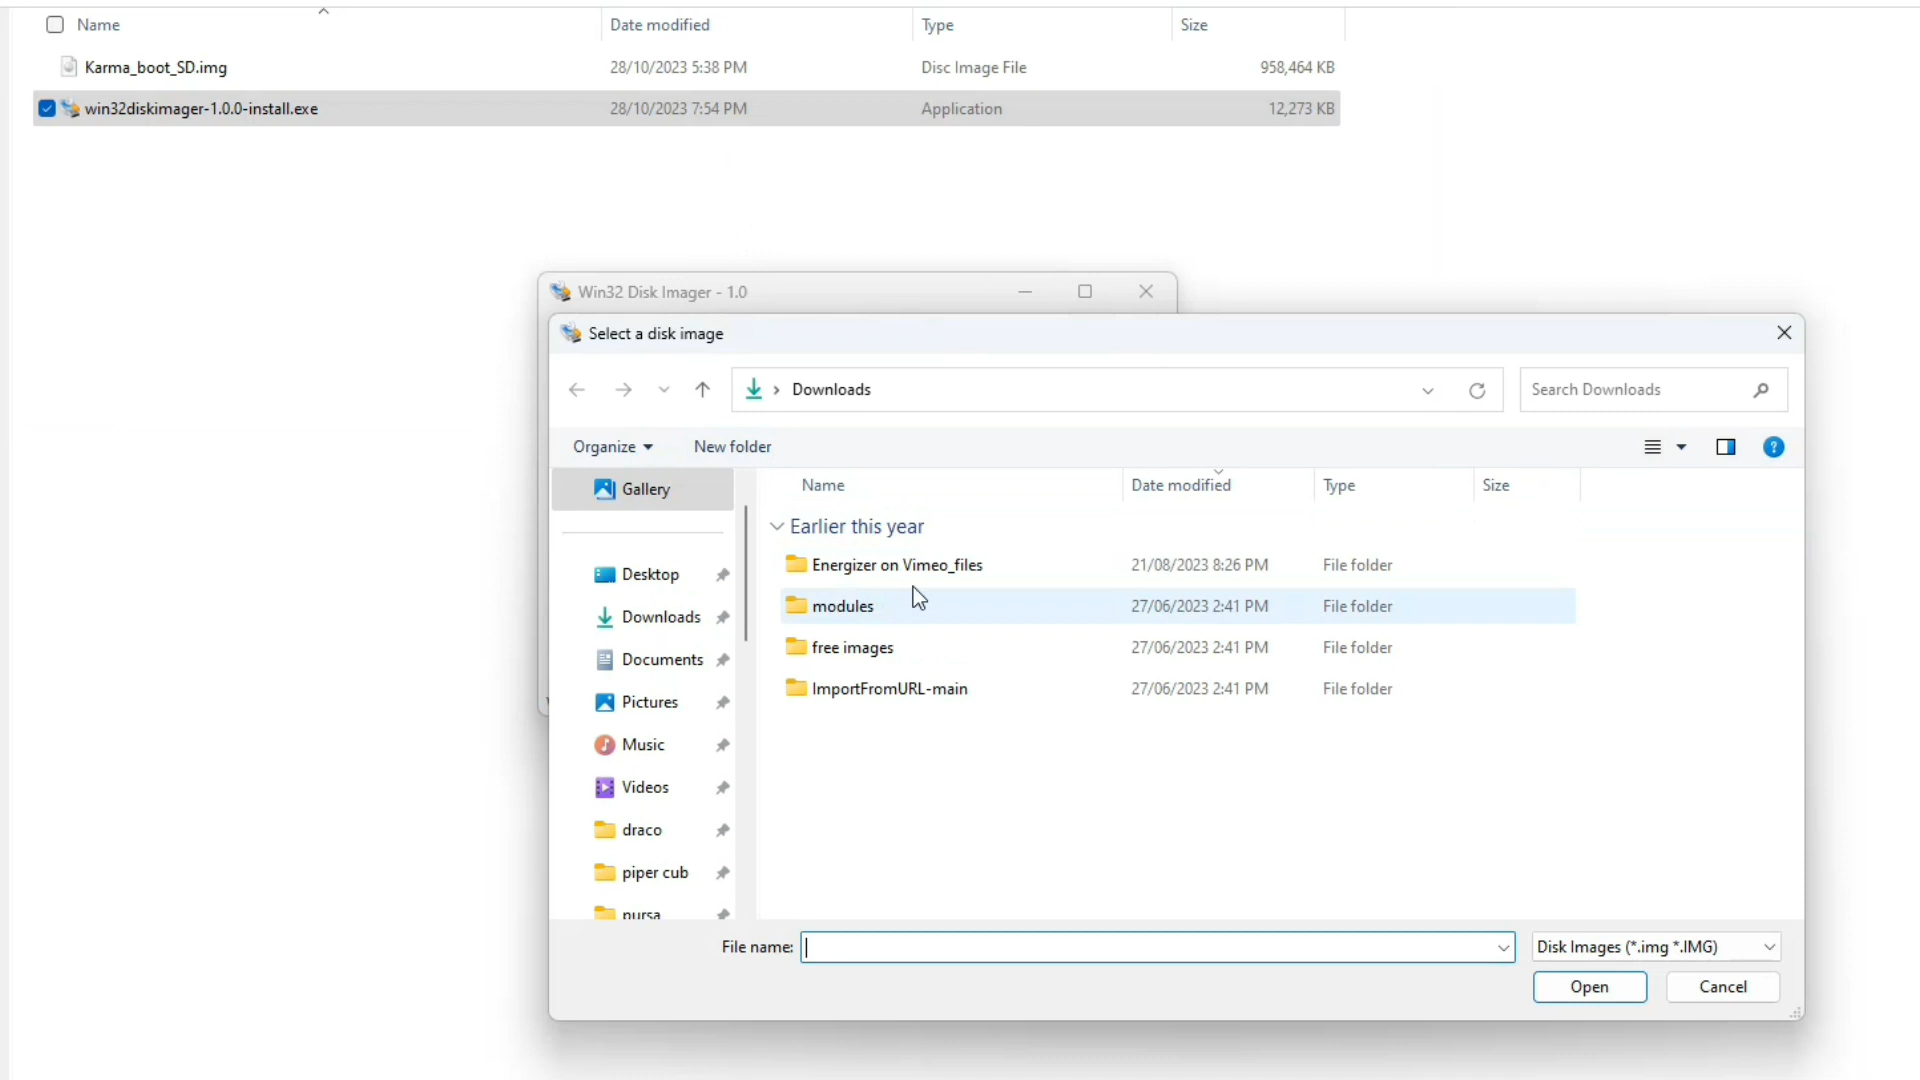 Name Date modified Type Size
Karma_boot_SD.img 28/10/2023 5:38 PM Disc Image File 958,464 KB
win32diskimager-1.0.0-install.exe 28/10/2023 7:54 PM Application 12,273 KB
Win32 Disk Imager - 1.0
Select a disk image
Downloads Search Downloads
Organize New folder
Gallery
Name Date modified Type Size
Earlier this year
Energizer on Vimeo_files 21/08/2023 8:26 PM File folder
Desktop
modules 27/06/2023 2:41 PM File folder
Downloads
free images 27/06/2023 2:41 PM File folder
Documents
ImportFromURL-main 27/06/2023 2:41 PM File folder
Pictures
Music
Videos
draco
piper cub
pursa
File name: Disk Images (*.img *.IMG)
Open Cancel